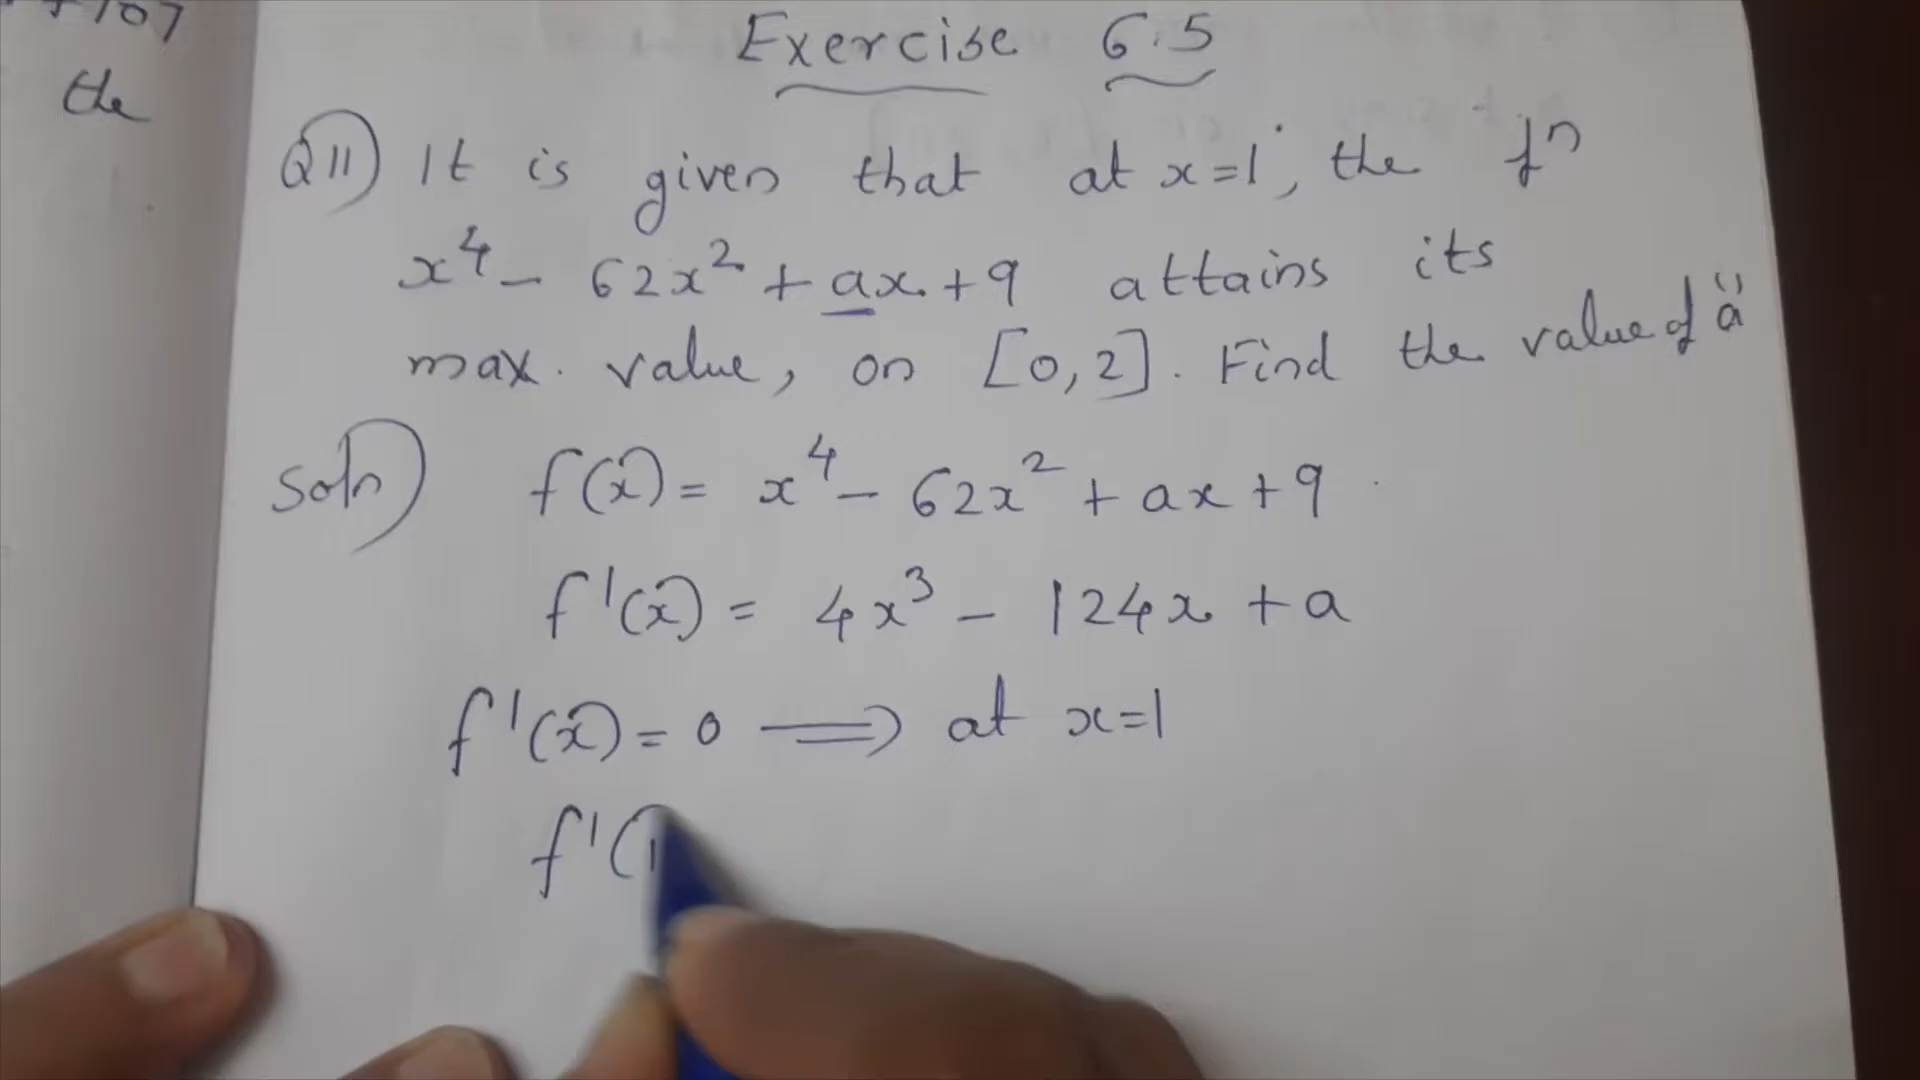 +107
the
Exercise 6.5
Q11) It is given that at x=1, the fⁿ
x⁴ - 62x² + ax + 9 attains its
max. value, on [0,2]. Find the value of "a"
Soln) f(x) = x⁴ - 62x² + ax + 9
f'(x) = 4x³ - 124x + a
f'(x) = 0 ⟹ at x=1
f'(1